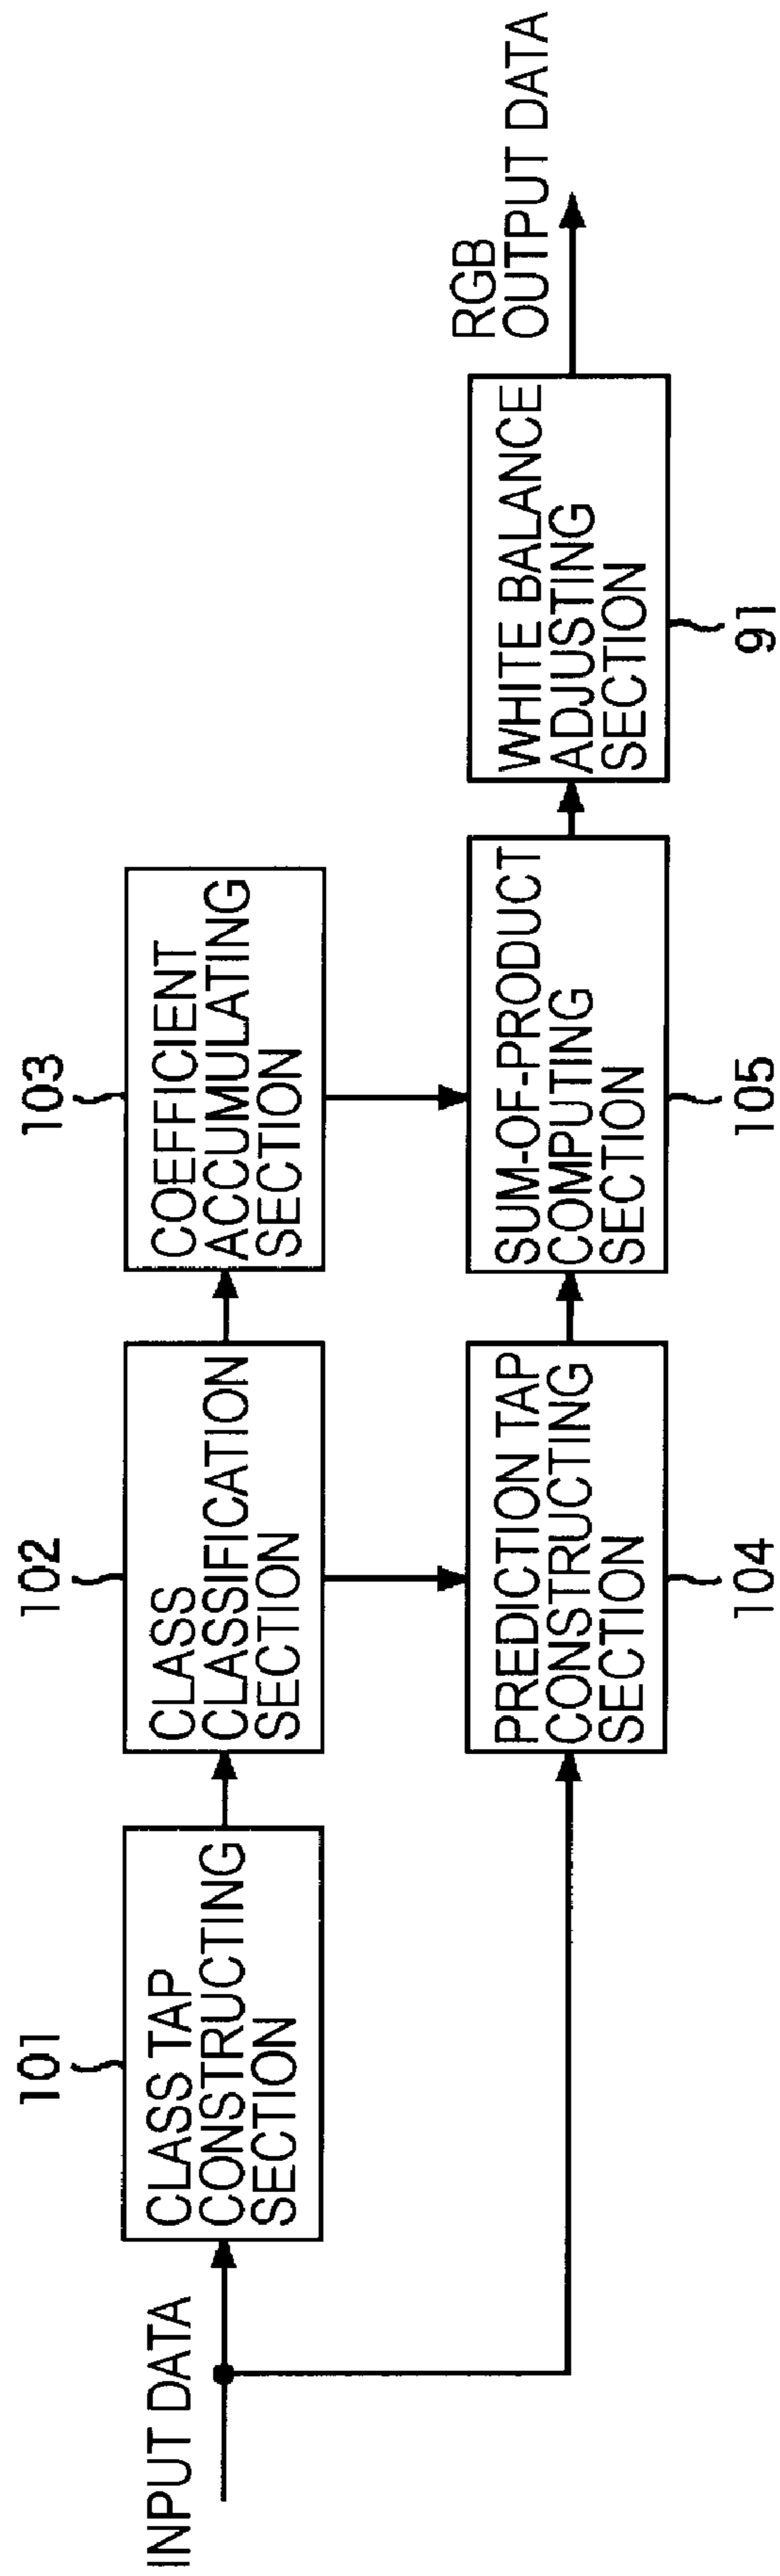 INPUT DATA
101
CLASS TAP
CONSTRUCTING
SECTION
102
CLASS
CLASSIFICATION
SECTION
103
COEFFICIENT
ACCUMULATING
SECTION
PREDICTION TAP
CONSTRUCTING
SECTION
104
SUM-OF-PRODUCT
COMPUTING
SECTION
105
WHITE BALANCE
ADJUSTING
SECTION
91
RGB
OUTPUT DATA